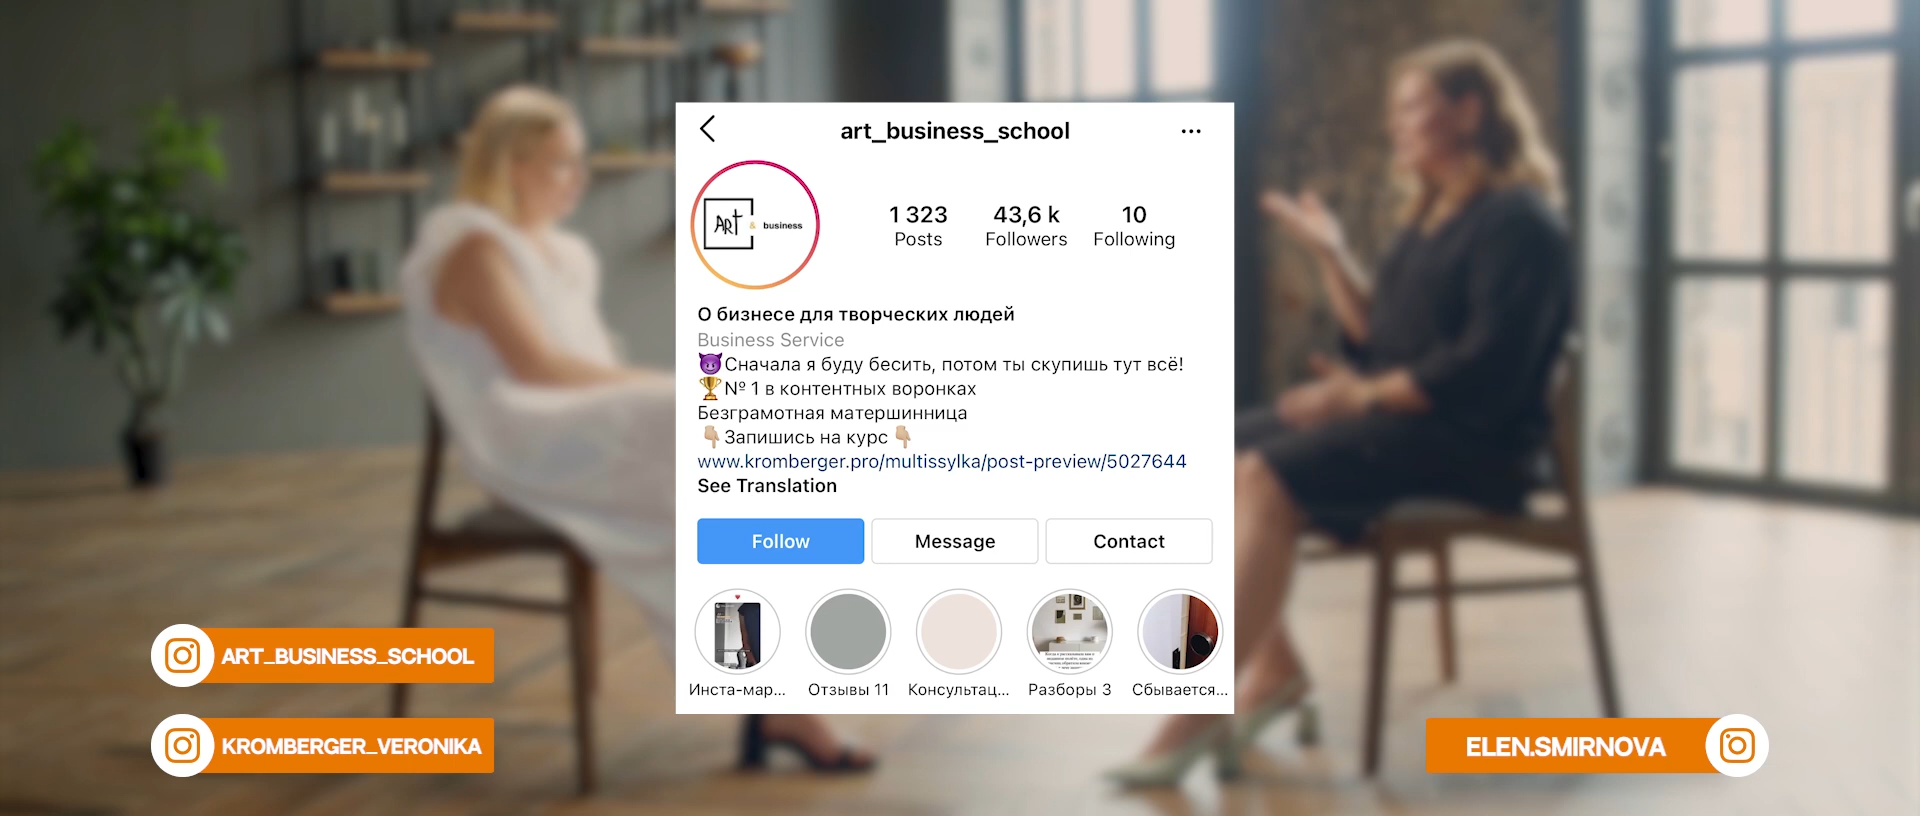 art_business_school
ART & business
1 323
Posts
43,6 k
Followers
10
Following
О бизнесе для творческих людей
Business Service
😈Сначала я буду бесить, потом ты скупишь тут всё!
🏆№ 1 в контентных воронках
Безграмотная матершинница
👇🏼Запишись на курс 👇🏼
www.kromberger.pro/multissylka/post-preview/5027644
See Translation
Follow
Message
Contact
Инста-мар...
Отзывы 11
Консультац...
Разборы 3
Сбывается...
ART_BUSINESS_SCHOOL
KROMBERGER_VERONIKA
ELEN.SMIRNOVA